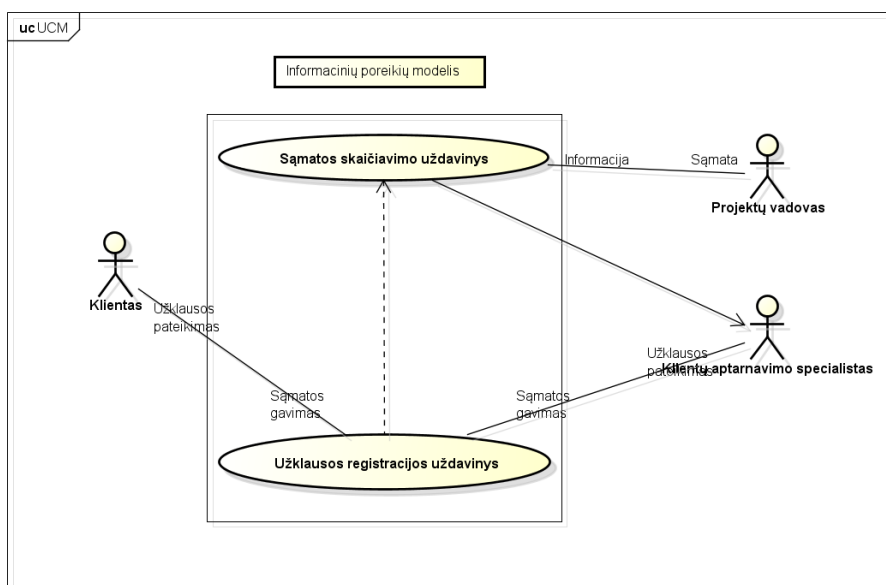 uc UCM
Informacinių poreikių modelis
Sąmatos skaičiavimo uždavinys
Informacija
Sąmata
Projektų vadovas
Klientas
Užklausos
pateikimas
Užklausos
pateikimas
Klientų aptarnavimo specialistas
Sąmatos
gavimas
Sąmatos
gavimas
Užklausos registracijos uždavinys